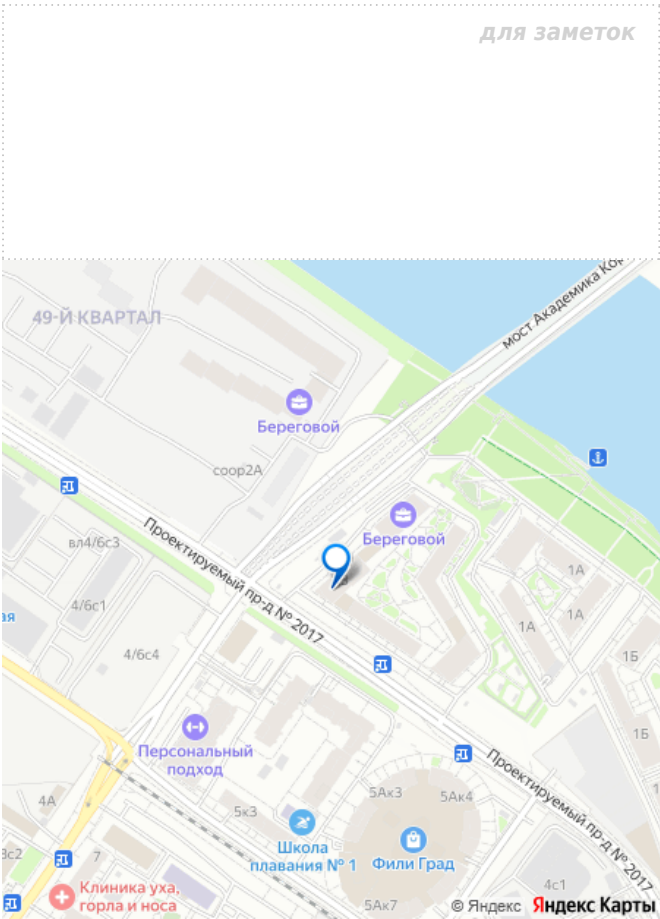 для заметок
мост Академика Кор
49-Й КВАРТАЛ
Береговой
соор2А
Береговой
вл4/6с3
Проектируемый пр-д № 2017
1А
4/6с1
1А
ая
1А
4/6с4
1Б
1Б
Персональный
подход
Проектируемый пр-д № 2017
5Ак3
5Ак4
4А
5к3
Школа
плавания № 1
Фили Град
3с2
7
Клиника уха,
горла и носа
4с1
5Ак7
© Яндекс Яндекс Карты